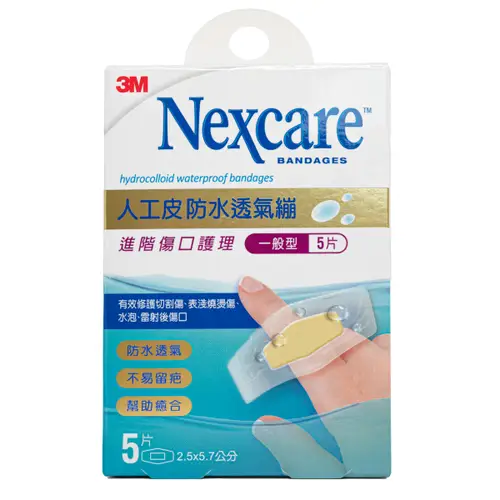 3M
Nexcare™
BANDAGES
hydrocolloid waterproof bandages
人工皮防水透氣繃
進階傷口護理 一般型 5片
有效修護切割傷、表淺燒燙傷、
水泡、雷射後傷口
防水透氣
不易留疤
幫助癒合
5片 2.5x5.7公分